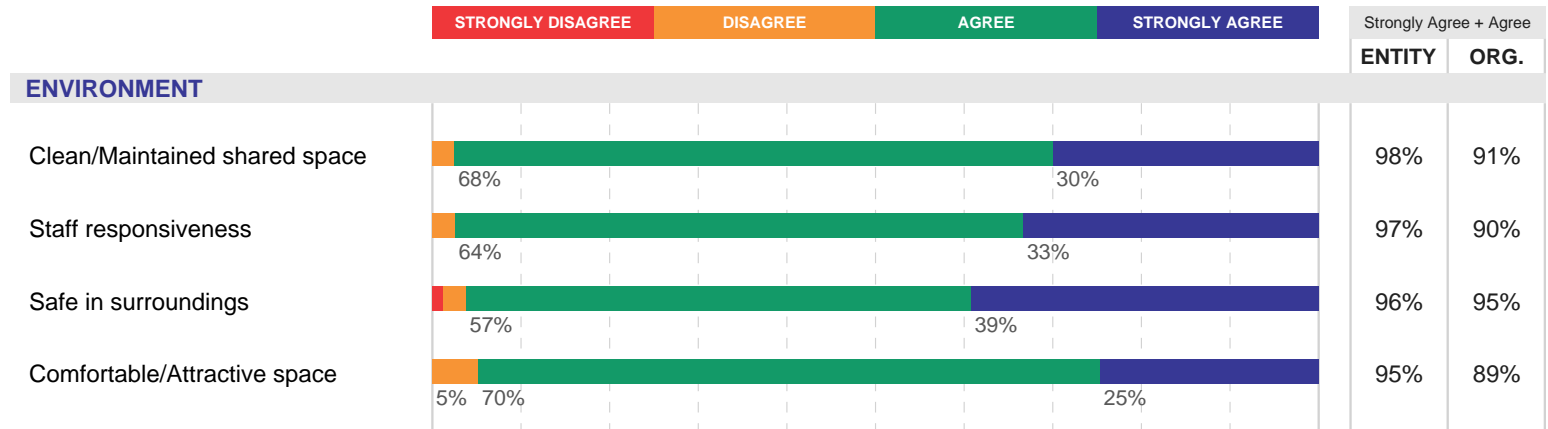 STRONGLY DISAGREE DISAGREE AGREE STRONGLY AGREE Strongly Agree + Agree
ENTITY ORG.
ENVIRONMENT
Clean/Maintained shared space 98% 91%
68% 30%
Staff responsiveness 97% 90%
64% 33%
Safe in surroundings 96% 95%
57% 39%
Comfortable/Attractive space 95% 89%
5% 70% 25%